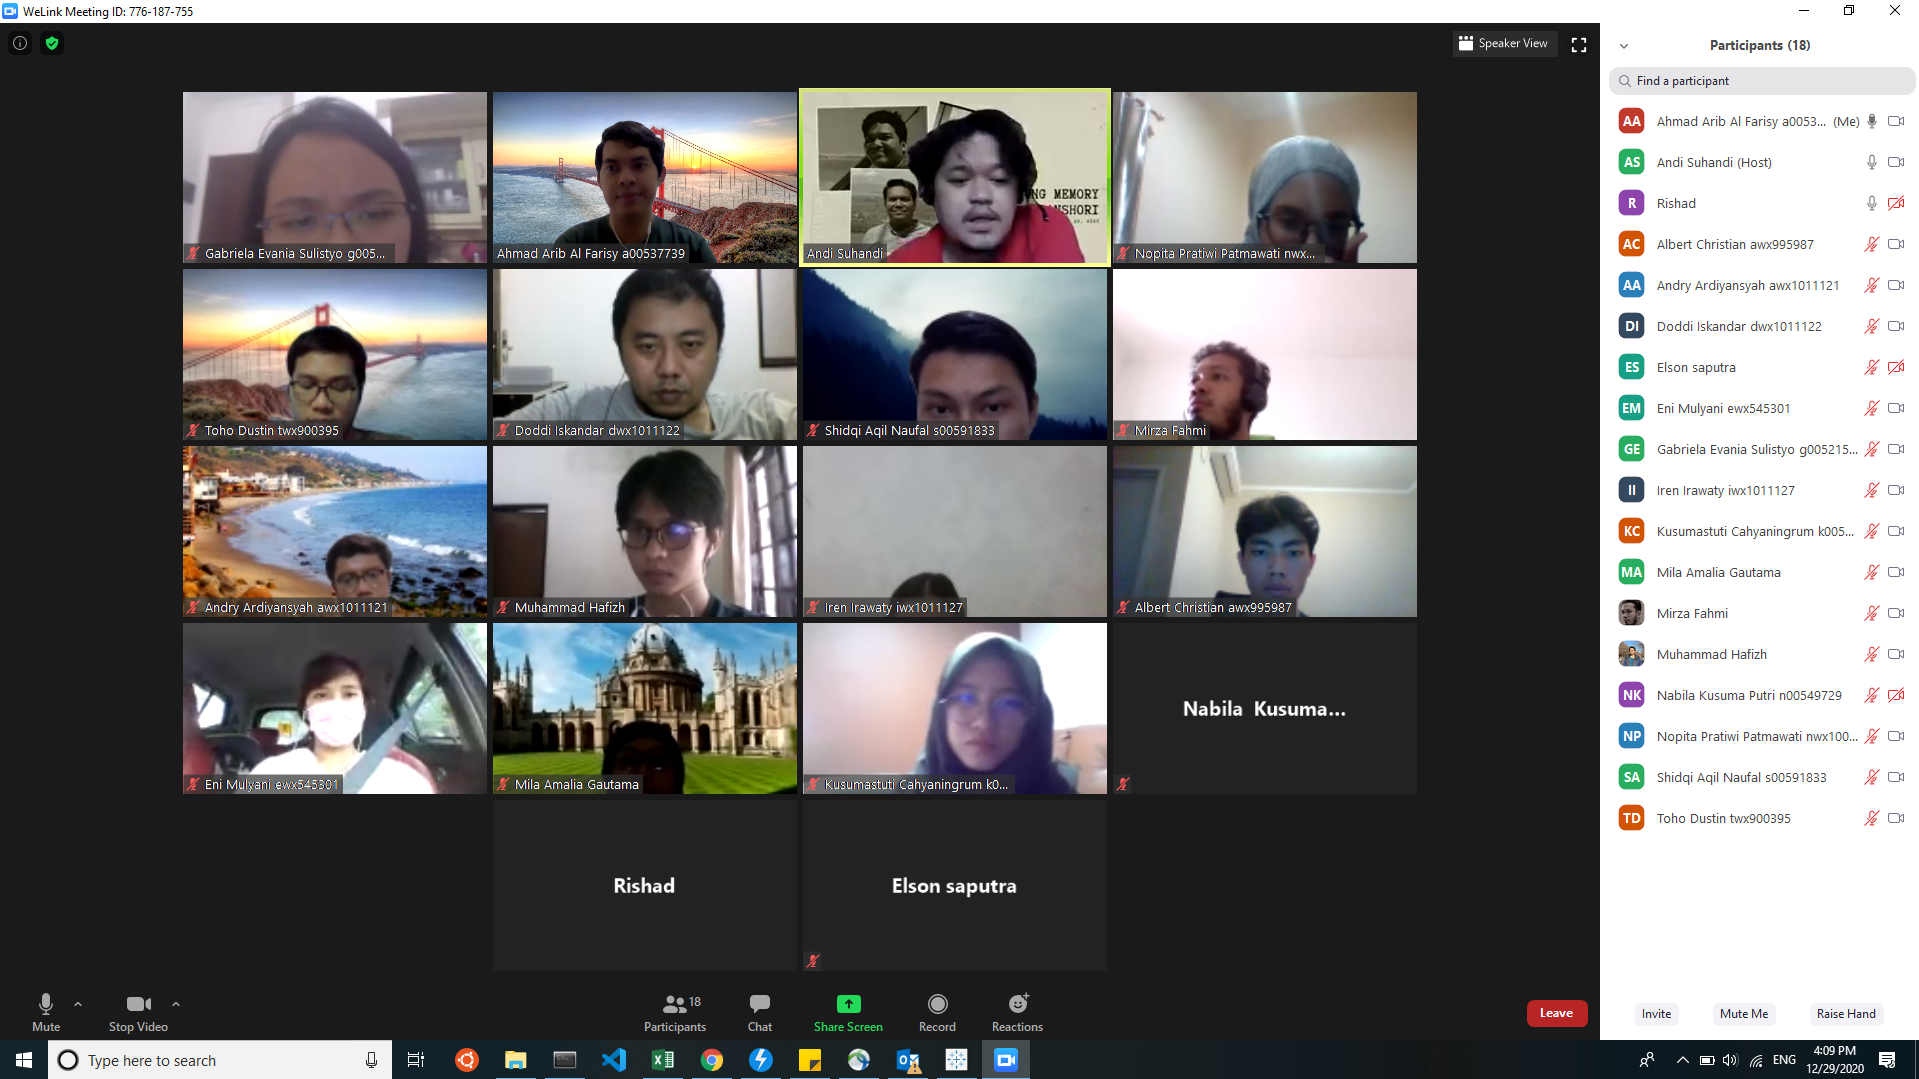 WeLink Meeting ID: 776-187-755
Speaker View
Gabriela Evania Sulistyo g005...
Ahmad Arib Al Farisy a00537739
NG MEMORY
NSHORI
Andi Suhandi
Nopita Pratiwi Patmawati nwx...
Toho Dustin twx900395
Doddi Iskandar dwx1011122
Shidqi Aqil Naufal s00591833
Mirza Fahmi
Andry Ardiyansyah awx1011121
Muhammad Hafizh
Iren Irawaty iwx1011127
Albert Christian awx995987
Eni Mulyani ewx545301
Mila Amalia Gautama
Kusumastuti Cahyaningrum k0...
Nabila Kusuma...
Rishad
Elson saputra
Mute
Stop Video
18
Participants
Chat
Share Screen
Record
Reactions
Leave
Participants (18)
Find a participant
AA Ahmad Arib Al Farisy a0053... (Me)
AS Andi Suhandi (Host)
R Rishad
AC Albert Christian awx995987
AA Andry Ardiyansyah awx1011121
DI Doddi Iskandar dwx1011122
ES Elson saputra
EM Eni Mulyani ewx545301
GE Gabriela Evania Sulistyo g005215...
II Iren Irawaty iwx1011127
KC Kusumastuti Cahyaningrum k005...
MA Mila Amalia Gautama
Mirza Fahmi
Muhammad Hafizh
NK Nabila Kusuma Putri n00549729
NP Nopita Pratiwi Patmawati nwx100...
SA Shidqi Aqil Naufal s00591833
TD Toho Dustin twx900395
Invite
Mute Me
Raise Hand
Type here to search
ENG
4:09 PM
12/29/2020